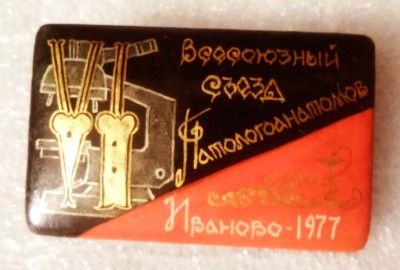 VI
Всесоюзный
съезд
Патологоанатомов
Иваново-1977